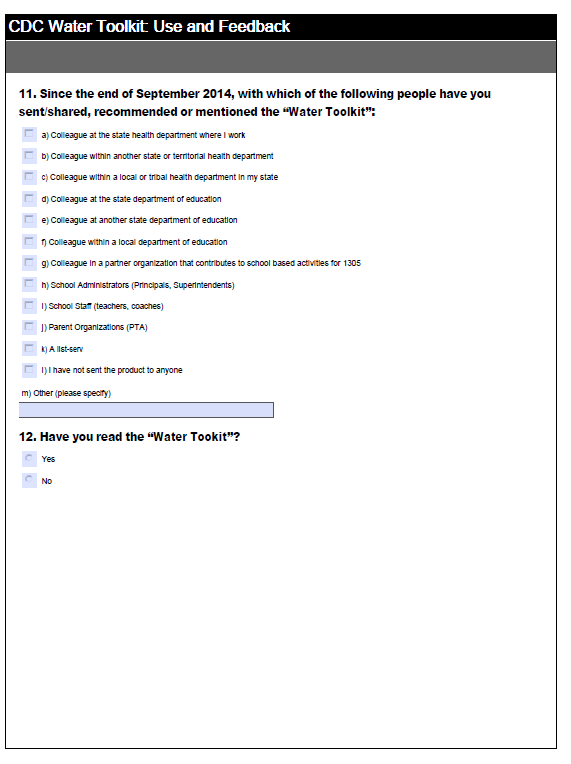 CDC Water Toolkit: Use and Feedback
11. Since the end of September 2014, with which of the following people have you
sent/shared, recommended or mentioned the “Water Toolkit”:
a) Colleague at the state health department where I work
b) Colleague within another state or territorial health department
c) Colleague within a local or tribal health department in my state
d) Colleague at the state department of education
e) Colleague at another state department of education
f) Colleague within a local department of education
g) Colleague in a partner organization that contributes to school based activities for 1305
h) School Administrators (Principals, Superintendents)
i) School Staff (teachers, coaches)
j) Parent Organizations (PTA)
k) A list-serv
l) I have not sent the product to anyone
m) Other (please specify)
12. Have you read the “Water Tookit”?
Yes
No